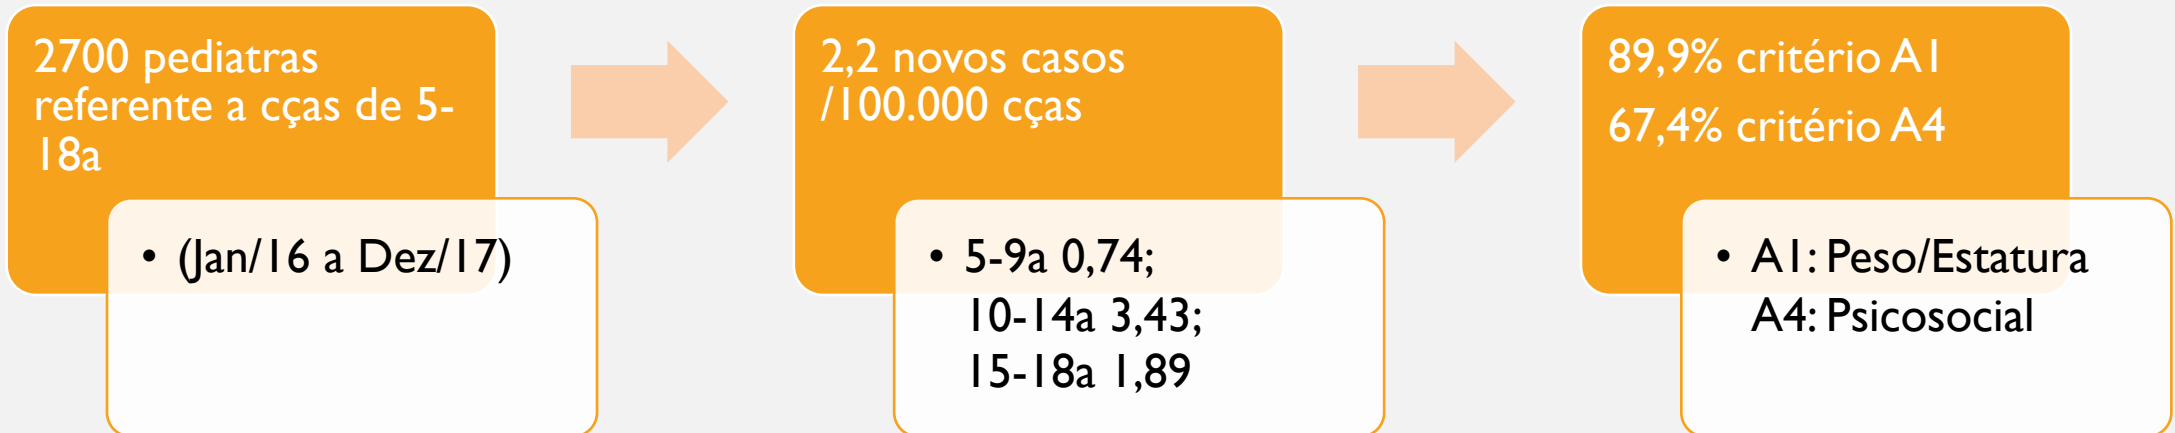 2700 pediatras
referente a cças de 5-
18a
• (Jan/16 a Dez/17)
2,2 novos casos
/100.000 cças
• 5-9a 0,74;
10-14a 3,43;
15-18a 1,89
89,9% critério A1
67,4% critério A4
• A1: Peso/Estatura
A4: Psicosocial